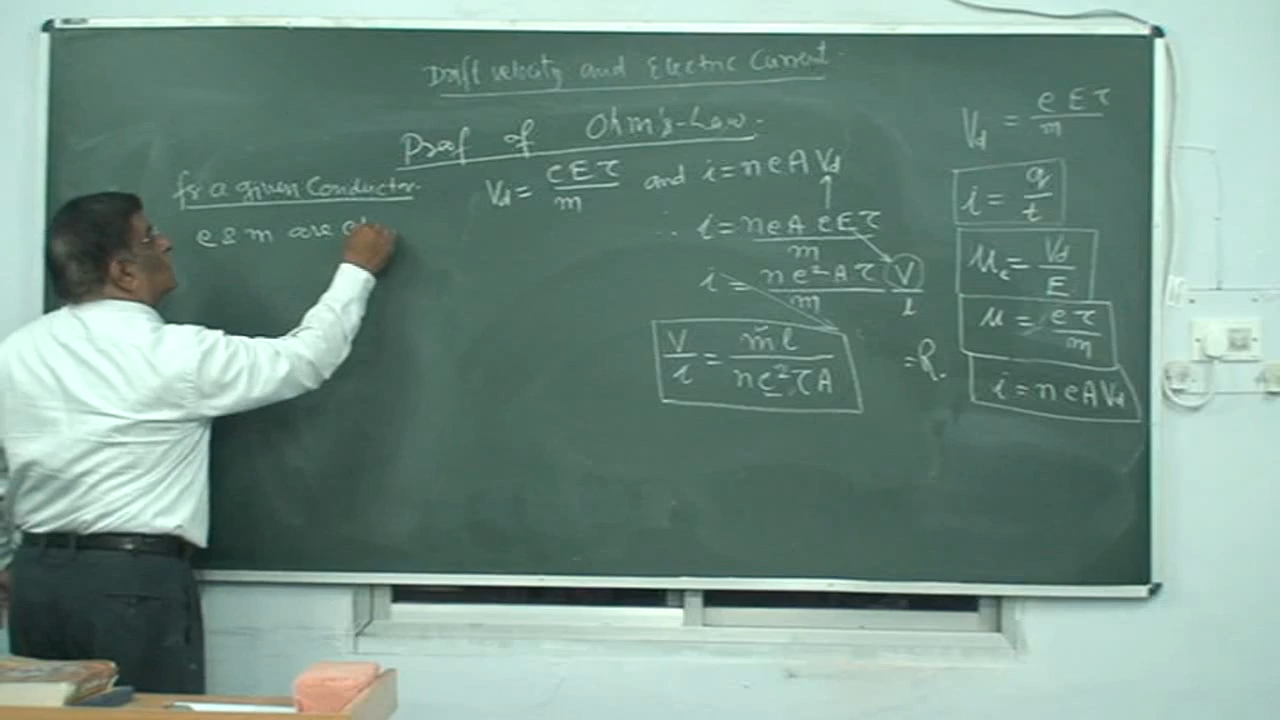 Drift velocity and Electric Current.
Proof of Ohm's-Law.
for a given Conductor.
e & m are
Vd = eEτ/m and i = neAVd
∴ i = neA eEτ/m
i = ne²Aτ/m V/l
V/i = ml/ne²τA = R.
Vd = eEτ/m
i = q/t
μe = Vd/E
μ = eτ/m
i = neAVd